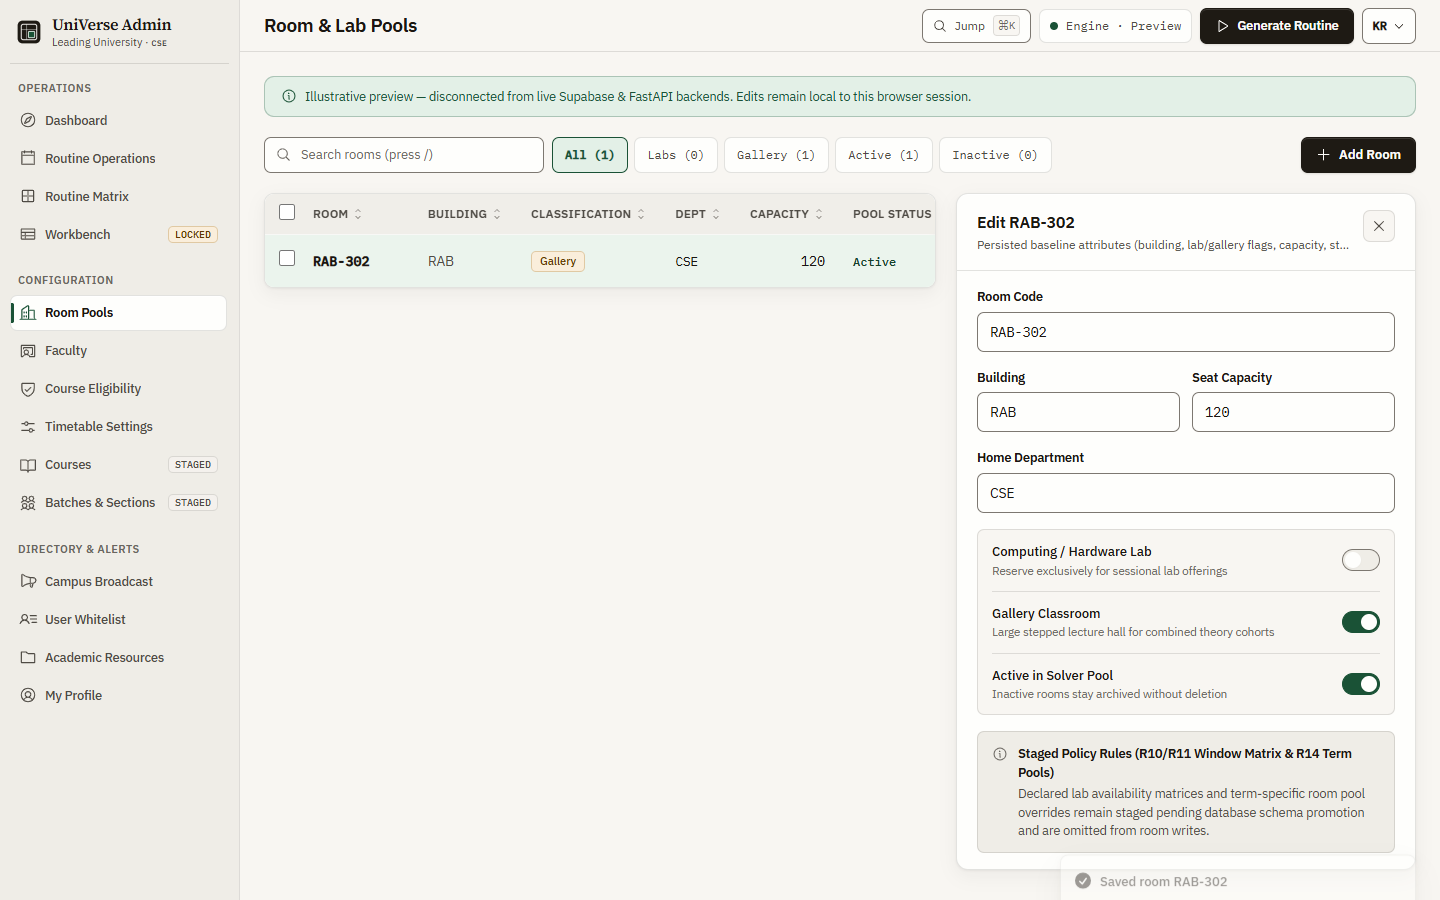 UniVerse Admin
Leading University · CSE
OPERATIONS
Dashboard
Routine Operations
Routine Matrix
Workbench LOCKED
CONFIGURATION
Room Pools
Faculty
Course Eligibility
Timetable Settings
Courses STAGED
Batches & Sections STAGED
DIRECTORY & ALERTS
Campus Broadcast
User Whitelist
Academic Resources
My Profile
Room & Lab Pools
Jump ⌘K
Engine · Preview
Generate Routine
KR
Illustrative preview — disconnected from live Supabase & FastAPI backends. Edits remain local to this browser session.
Search rooms (press /)
All (1)
Labs (0)
Gallery (1)
Active (1)
Inactive (0)
Add Room
ROOM BUILDING CLASSIFICATION DEPT CAPACITY POOL STATUS
RAB-302 RAB Gallery CSE 120 Active
Edit RAB-302
Persisted baseline attributes (building, lab/gallery flags, capacity, st...
Room Code
RAB-302
Building Seat Capacity
RAB 120
Home Department
CSE
Computing / Hardware Lab
Reserve exclusively for sessional lab offerings
Gallery Classroom
Large stepped lecture hall for combined theory cohorts
Active in Solver Pool
Inactive rooms stay archived without deletion
Staged Policy Rules (R10/R11 Window Matrix & R14 Term
Pools)
Declared lab availability matrices and term-specific room pool
overrides remain staged pending database schema promotion
and are omitted from room writes.
Saved room RAB-302